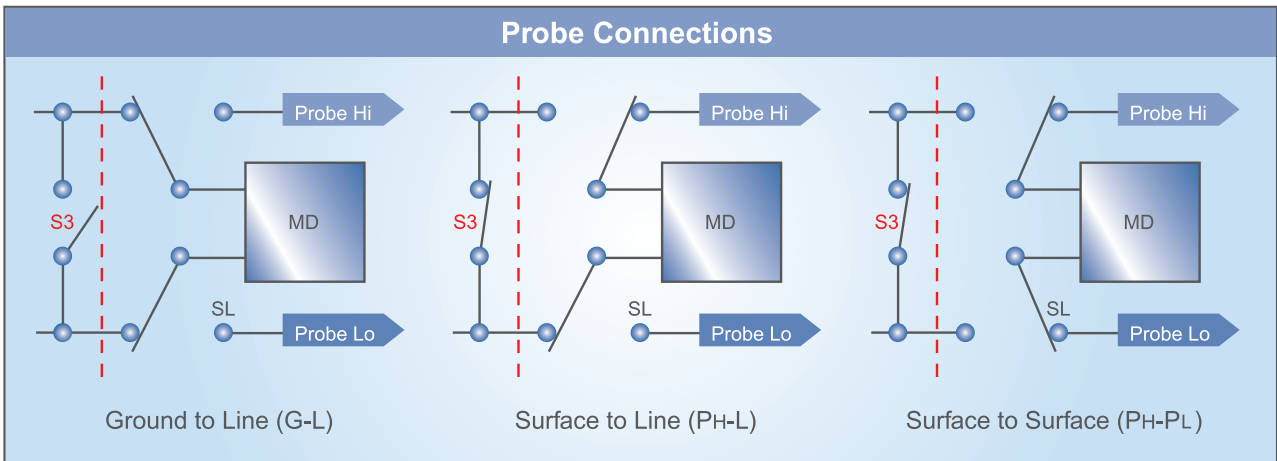 Probe Connections
Probe Hi
S3
MD
SL
Probe Lo
Ground to Line (G-L)
Probe Hi
S3
MD
SL
Probe Lo
Surface to Line (PH-L)
Probe Hi
S3
MD
SL
Probe Lo
Surface to Surface (PH-PL)